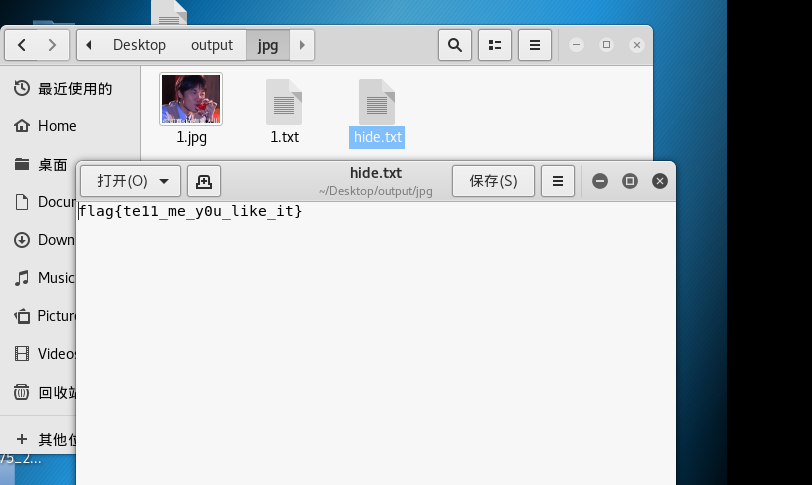 Desktop output jpg
最近使用的
Home
桌面
Docum
Down
Music
Pictur
Videos
回收站
其他位
75_2...
1.jpg 1.txt hide.txt
打开(O)
hide.txt
~/Desktop/output/jpg
保存(S)
flag{te11_me_y0u_like_it}